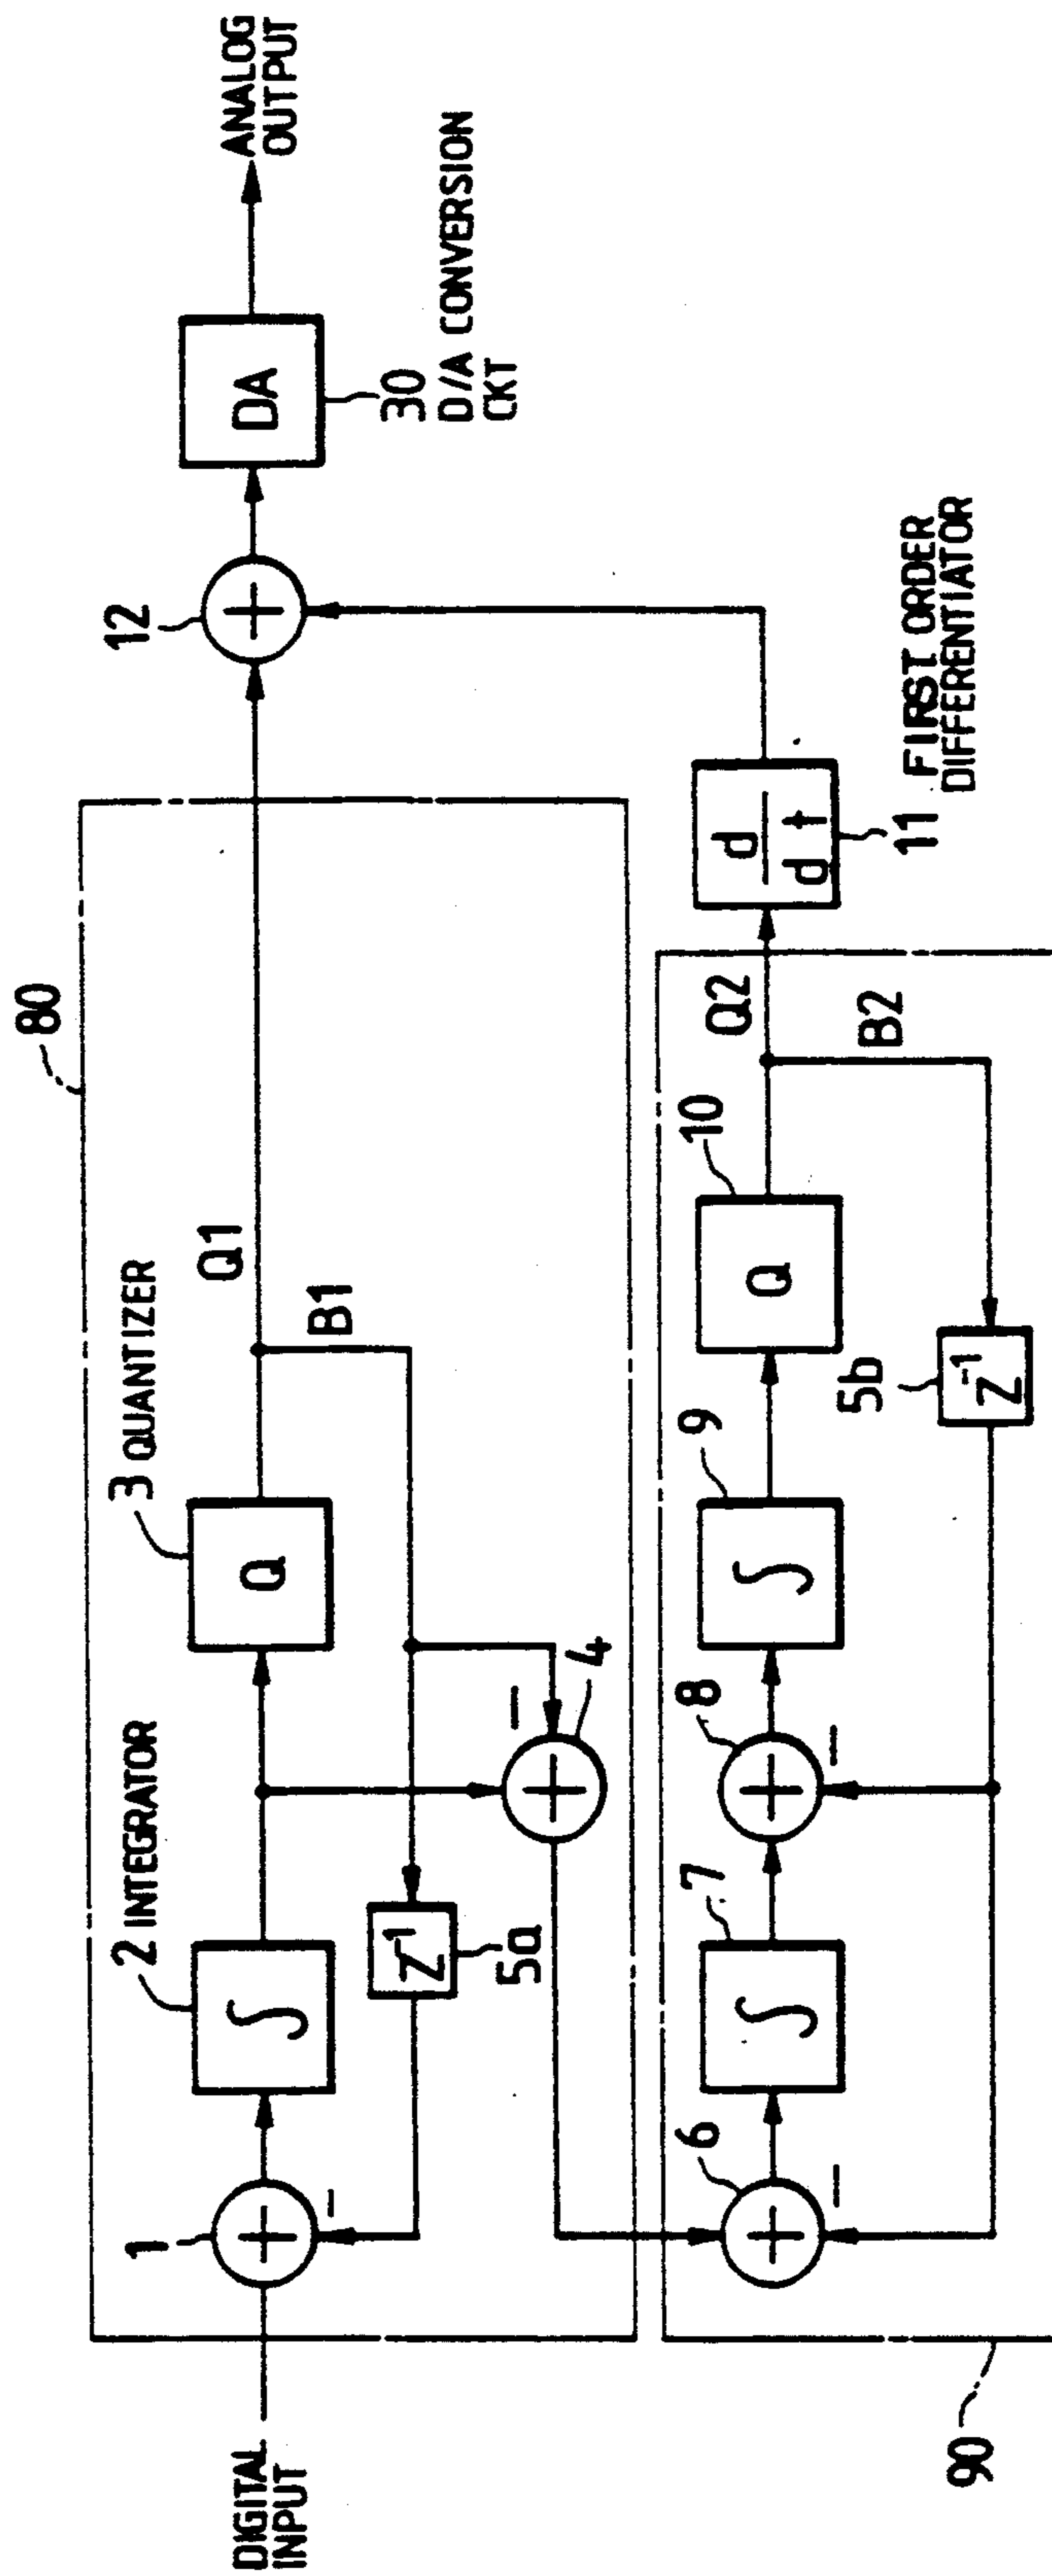 80
12
ANALOG
OUTPUT
DA
30
D/A CONVERSION
CKT
1
2 INTEGRATOR
∫
3 QUANTIZER
Q
Q1
B1
DIGITAL
INPUT
+
−
+
Z⁻¹
5a
+
−
4
6
+
−
7
∫
8
+
−
9
∫
10
Q
Q2
B2
5b
Z⁻¹
d
d t
11 FIRST ORDER
DIFFERENTIATOR
90